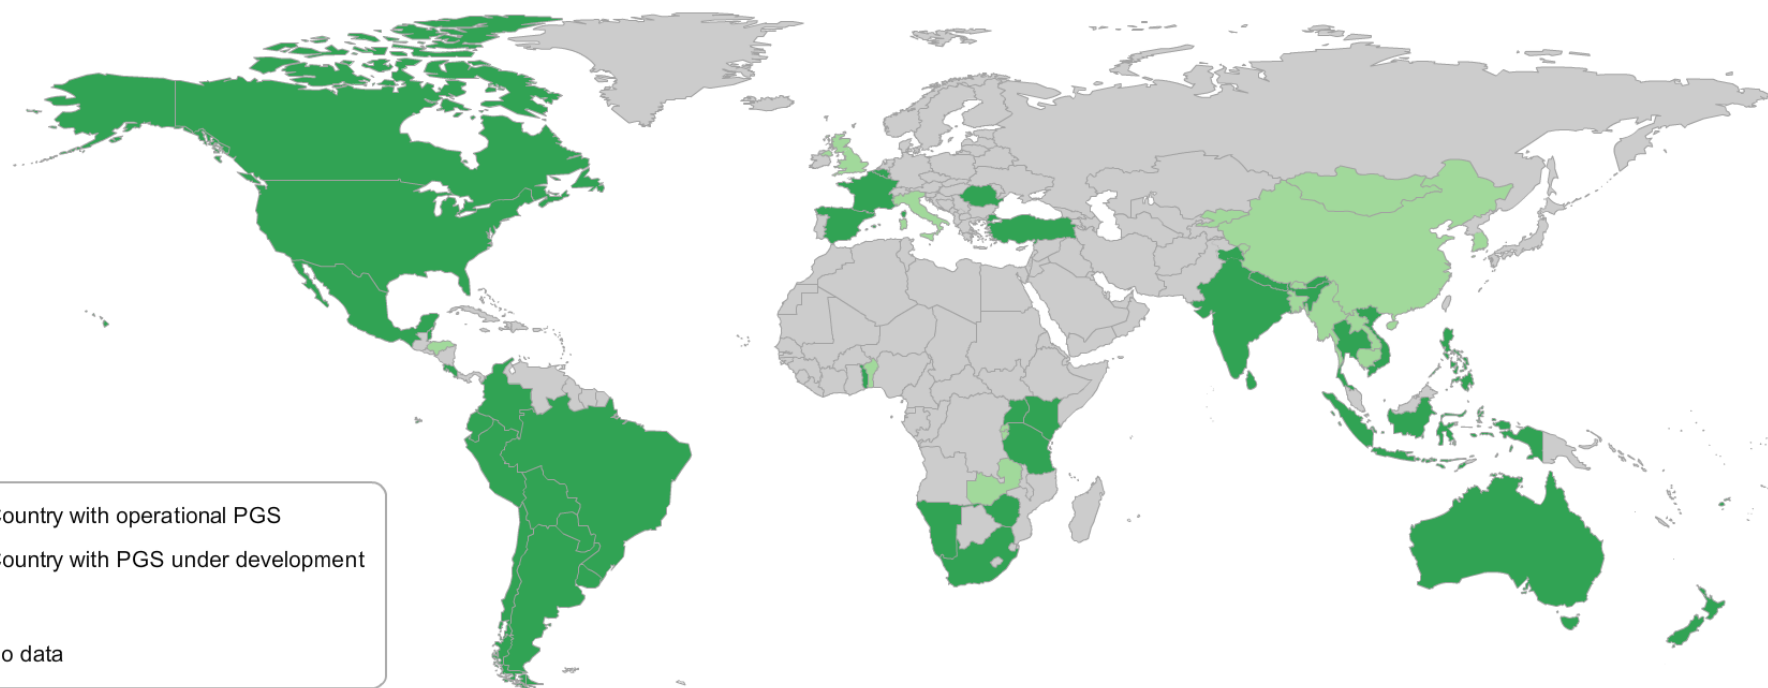 ountry with operational PGS
ountry with PGS under development
o data